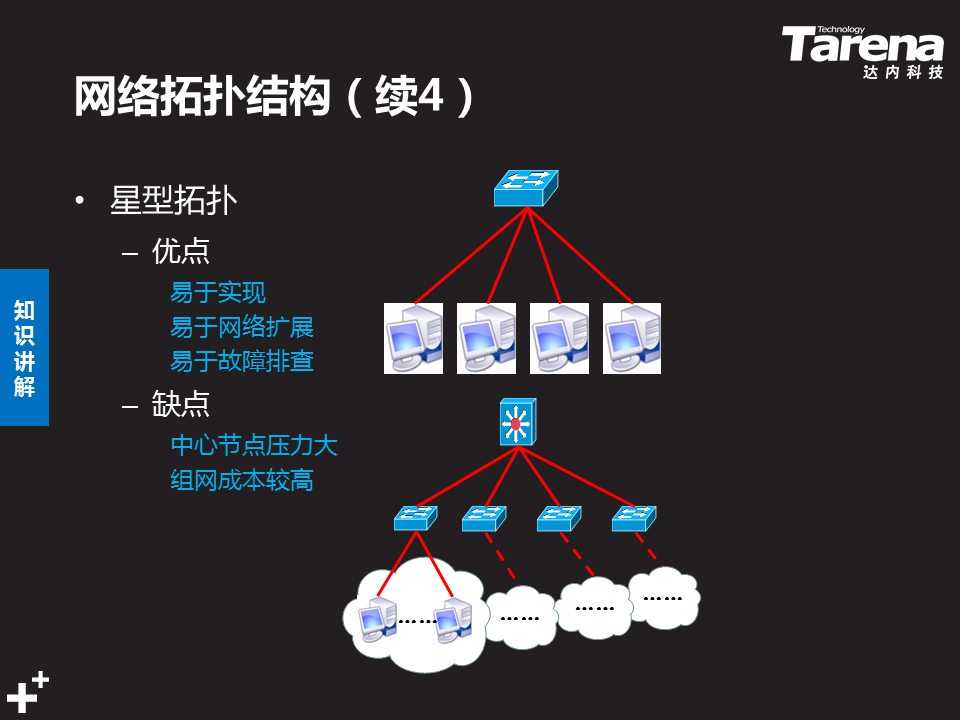 Technology
Tarena
达内科技
网络拓扑结构（续4）
• 星型拓扑
– 优点
易于实现
易于网络扩展
易于故障排查
– 缺点
中心节点压力大
组网成本较高
知识讲解
……
……
……
……